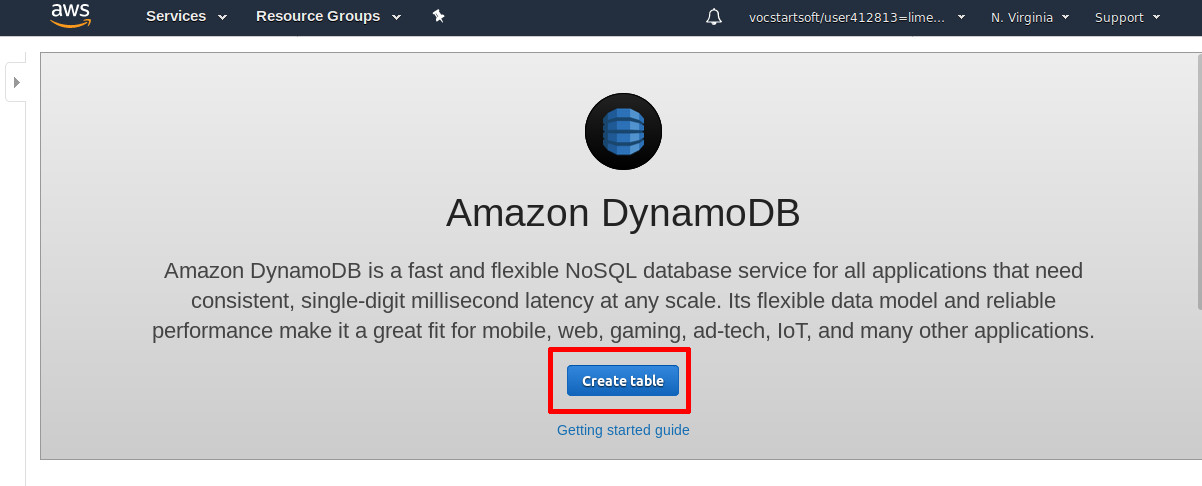 aws
Services
Resource Groups
vocstartsoft/user412813=lime...
N. Virginia
Support
Amazon DynamoDB
Amazon DynamoDB is a fast and flexible NoSQL database service for all applications that need
consistent, single-digit millisecond latency at any scale. Its flexible data model and reliable
performance make it a great fit for mobile, web, gaming, ad-tech, IoT, and many other applications.
Create table
Getting started guide